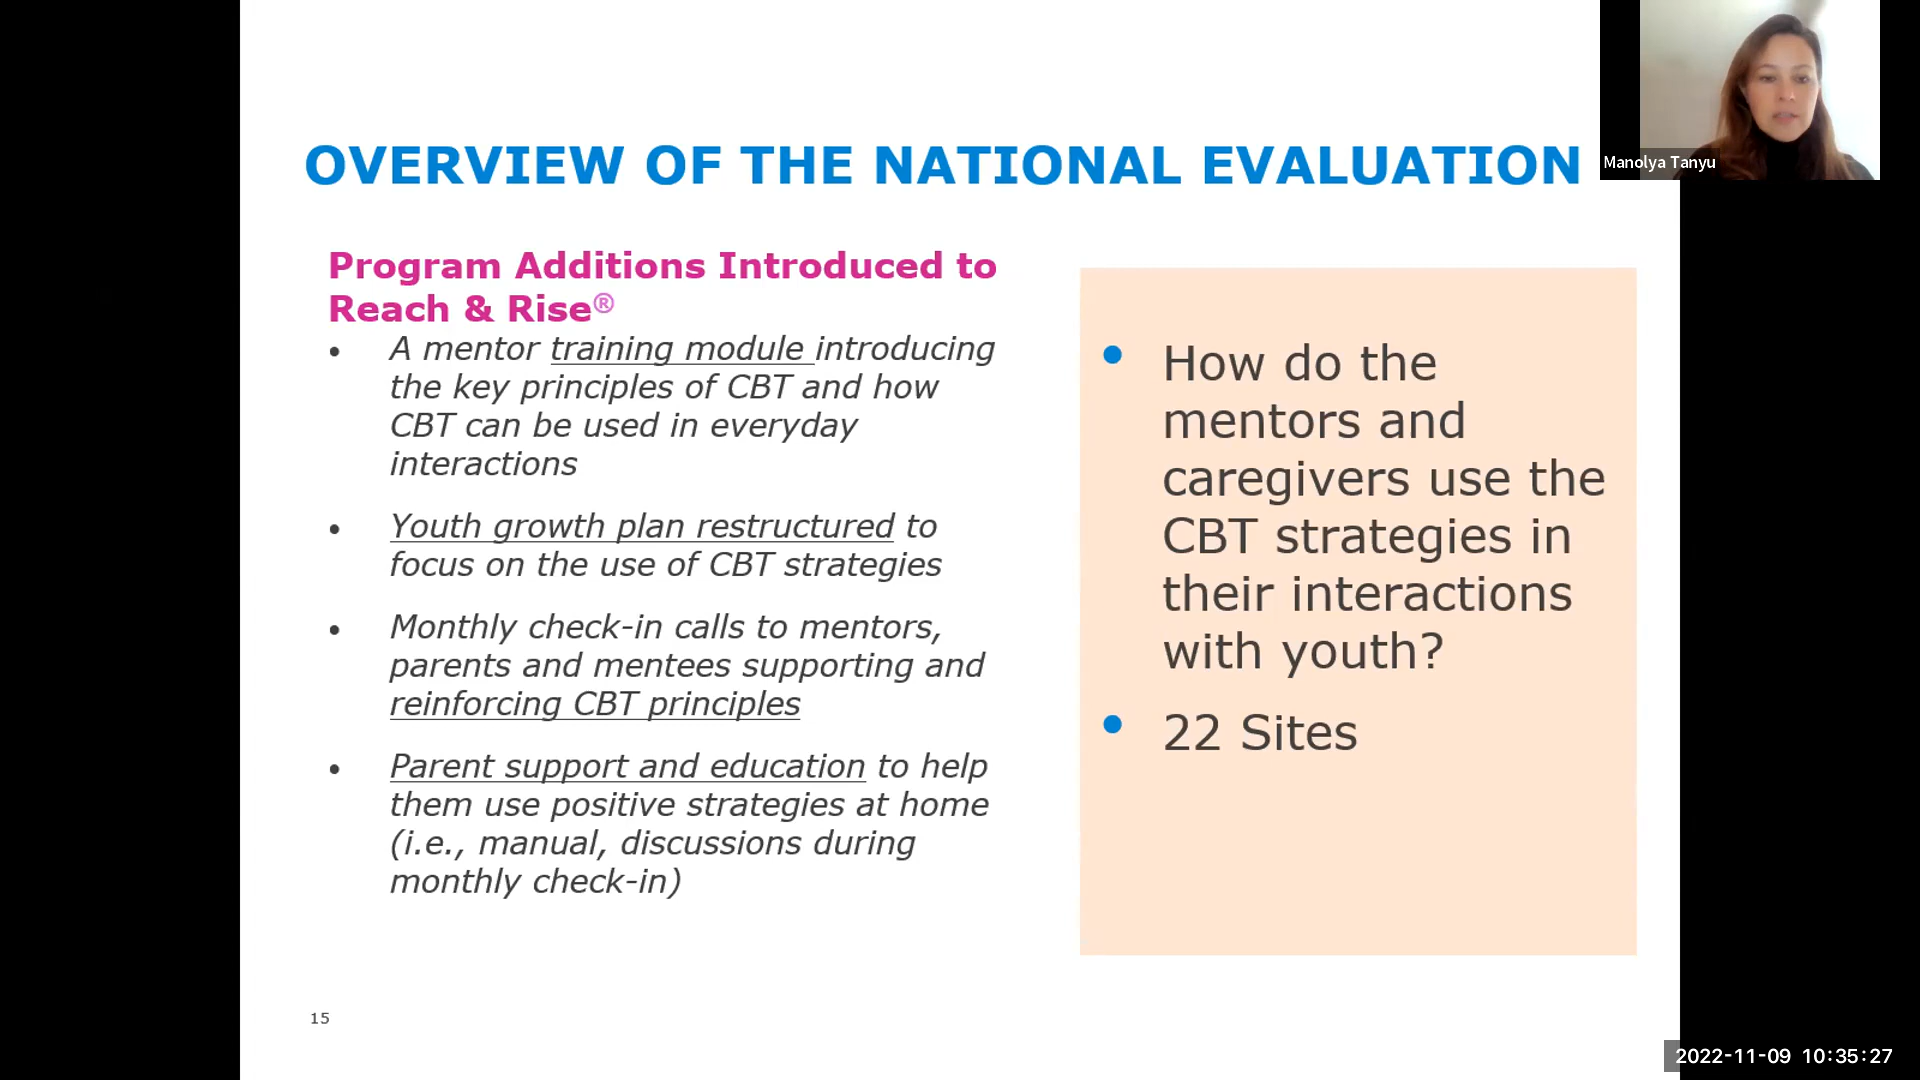 OVERVIEW OF THE NATIONAL EVALUATION
Manolya Tanyu
Program Additions Introduced to
Reach & Rise®
• A mentor training module introducing
the key principles of CBT and how
CBT can be used in everyday
interactions
• Youth growth plan restructured to
focus on the use of CBT strategies
• Monthly check-in calls to mentors,
parents and mentees supporting and
reinforcing CBT principles
• Parent support and education to help
them use positive strategies at home
(i.e., manual, discussions during
monthly check-in)
• How do the
mentors and
caregivers use the
CBT strategies in
their interactions
with youth?
• 22 Sites
15
2022-11-09 10:35:27